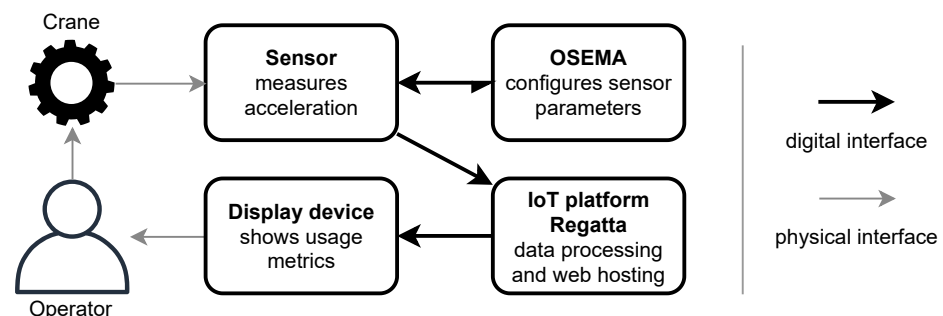 Crane
Sensor
measures
acceleration
OSEMA
configures sensor
parameters
digital interface
Display device
shows usage
metrics
IoT platform
Regatta
data processing
and web hosting
physical interface
Operator